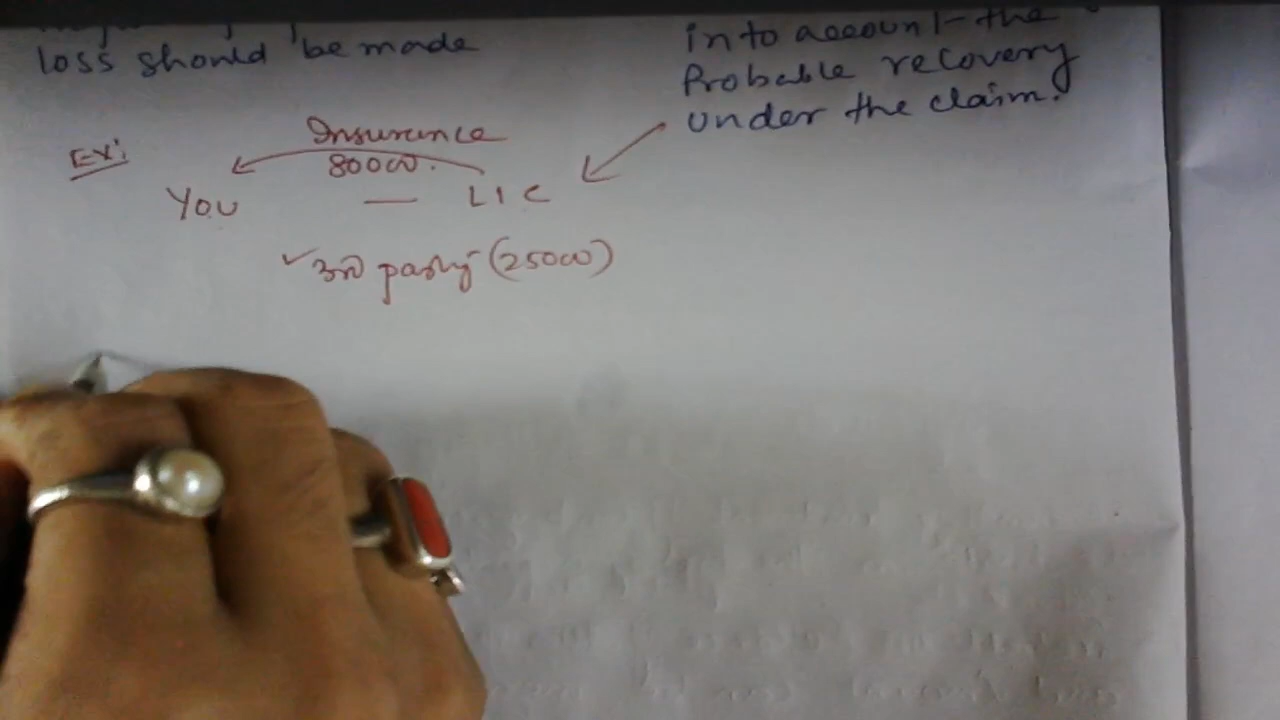 loss should be made
into account the
Probable recovery
under the claim.
Ex:
Insurance
80000.
You — LIC
✓ 3rd party (25000)